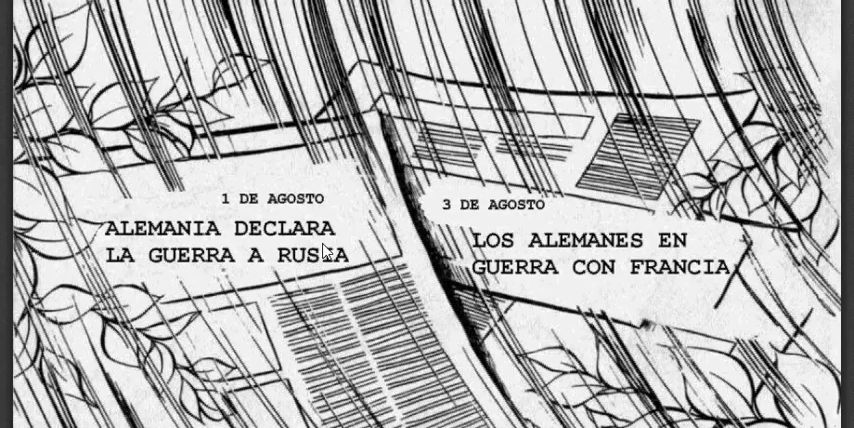 1 DE AGOSTO
ALEMANIA DECLARA
LA GUERRA A RUSIA
3 DE AGOSTO
LOS ALEMANES EN
GUERRA CON FRANCIA